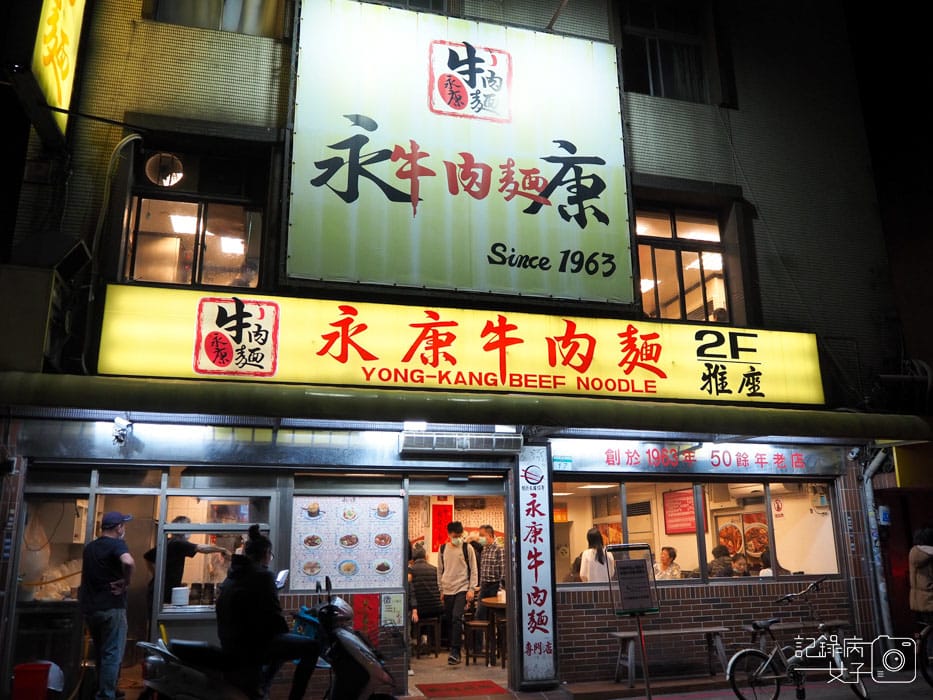 牛肉麵
永康
永牛肉麵康
Since 1963
牛肉麵
永康
永康牛肉麵
YONG-KANG BEEF NOODLE
2F
雅座
創於1963年 50餘年老店
永康牛肉麵
專門店
記錄病
女子